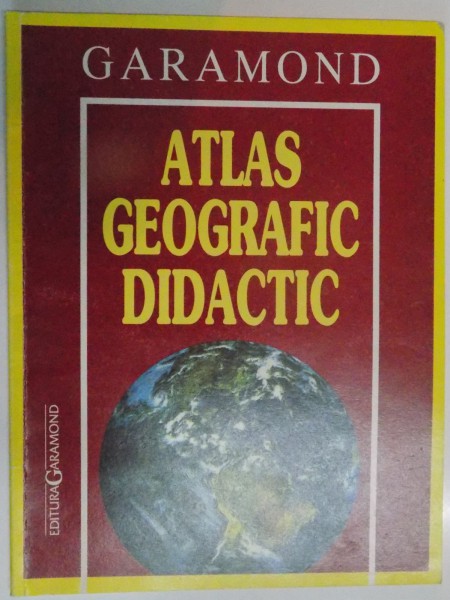 GARAMOND
ATLAS
GEOGRAFIC
DIDACTIC
EDITURA GARAMOND